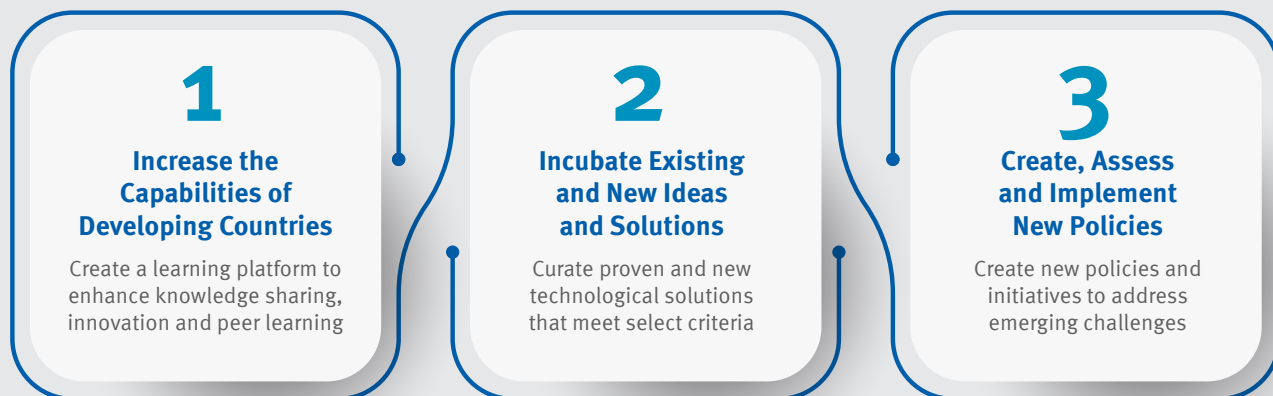 1
Increase the
Capabilities of
Developing Countries
Create a learning platform to
enhance knowledge sharing,
innovation and peer learning
2
Incubate Existing
and New Ideas
and Solutions
Curate proven and new
technological solutions
that meet select criteria
3
Create, Assess
and Implement
New Policies
Create new policies and
initiatives to address
emerging challenges